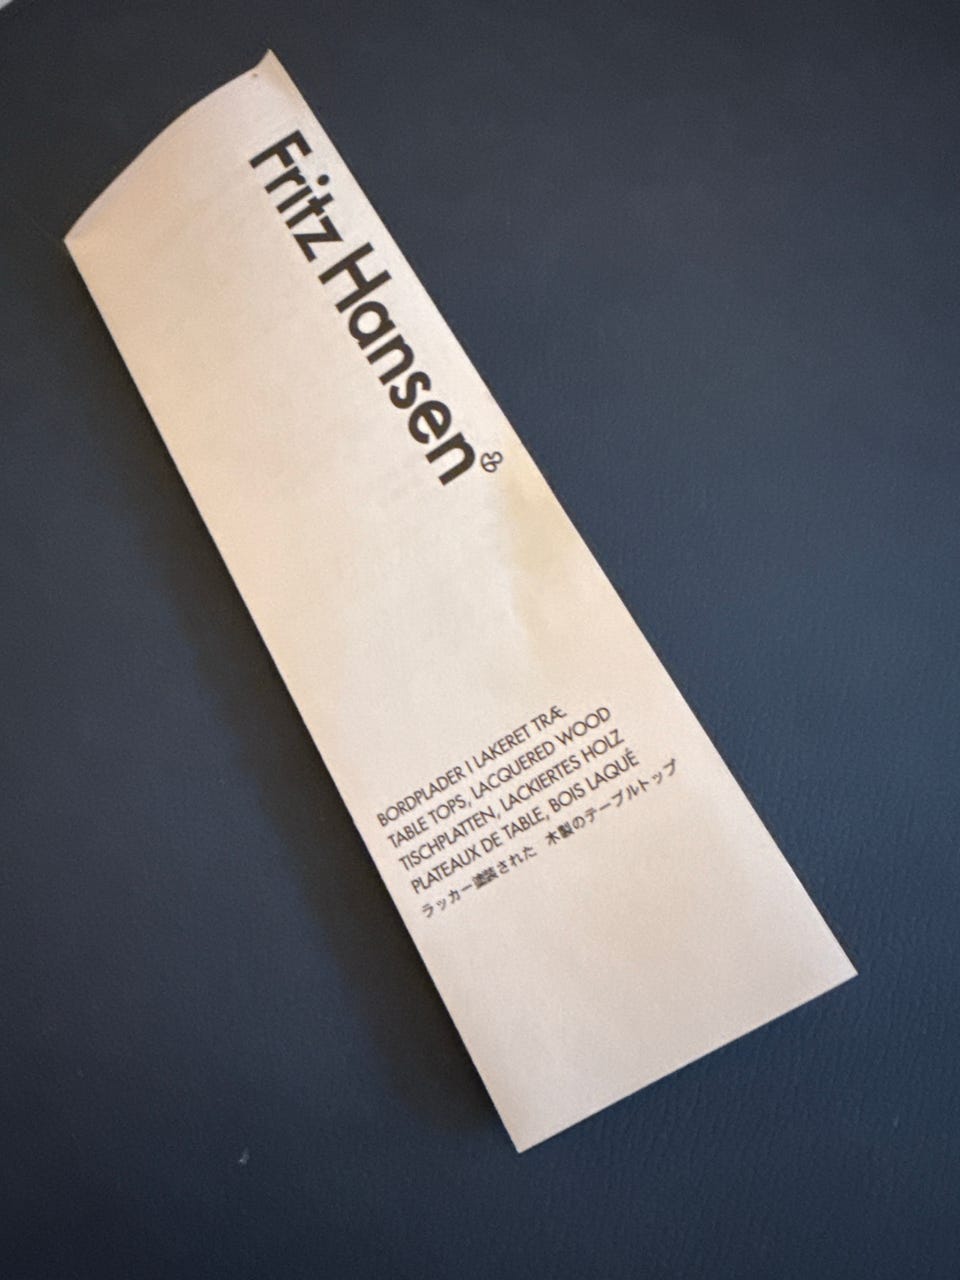 Fritz Hansen
BORDPLADER I LAKERET TRÆ
TABLE TOPS, LACQUERED WOOD
TISCHPLATTEN, LACKIERTES HOLZ
PLATEAUX DE TABLE, BOIS LAQUÉ
ラッカー塗装された 木製のテーブルトップ